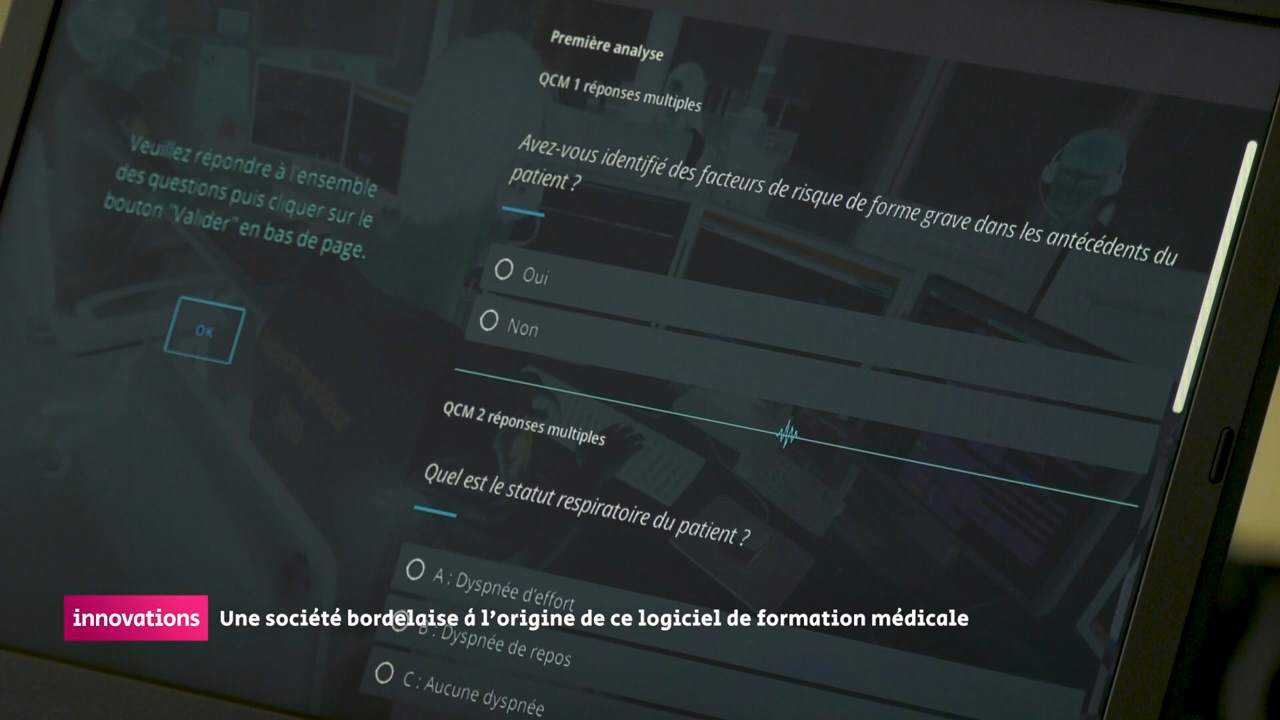 Première analyse
QCM 1 réponses multiples
Avez-vous identifié des facteurs de risque de forme grave dans les antécédents du
patient ?
Oui
Non
Veuillez répondre à l'ensemble
des questions puis cliquer sur le
bouton "Valider" en bas de page.
OK
QCM 2 réponses multiples
Quel est le statut respiratoire du patient ?
A : Dyspnée d'effort
B : Dyspnée de repos
C : Aucune dyspnée
innovations Une société bordelaise á l'origine de ce logiciel de formation médicale